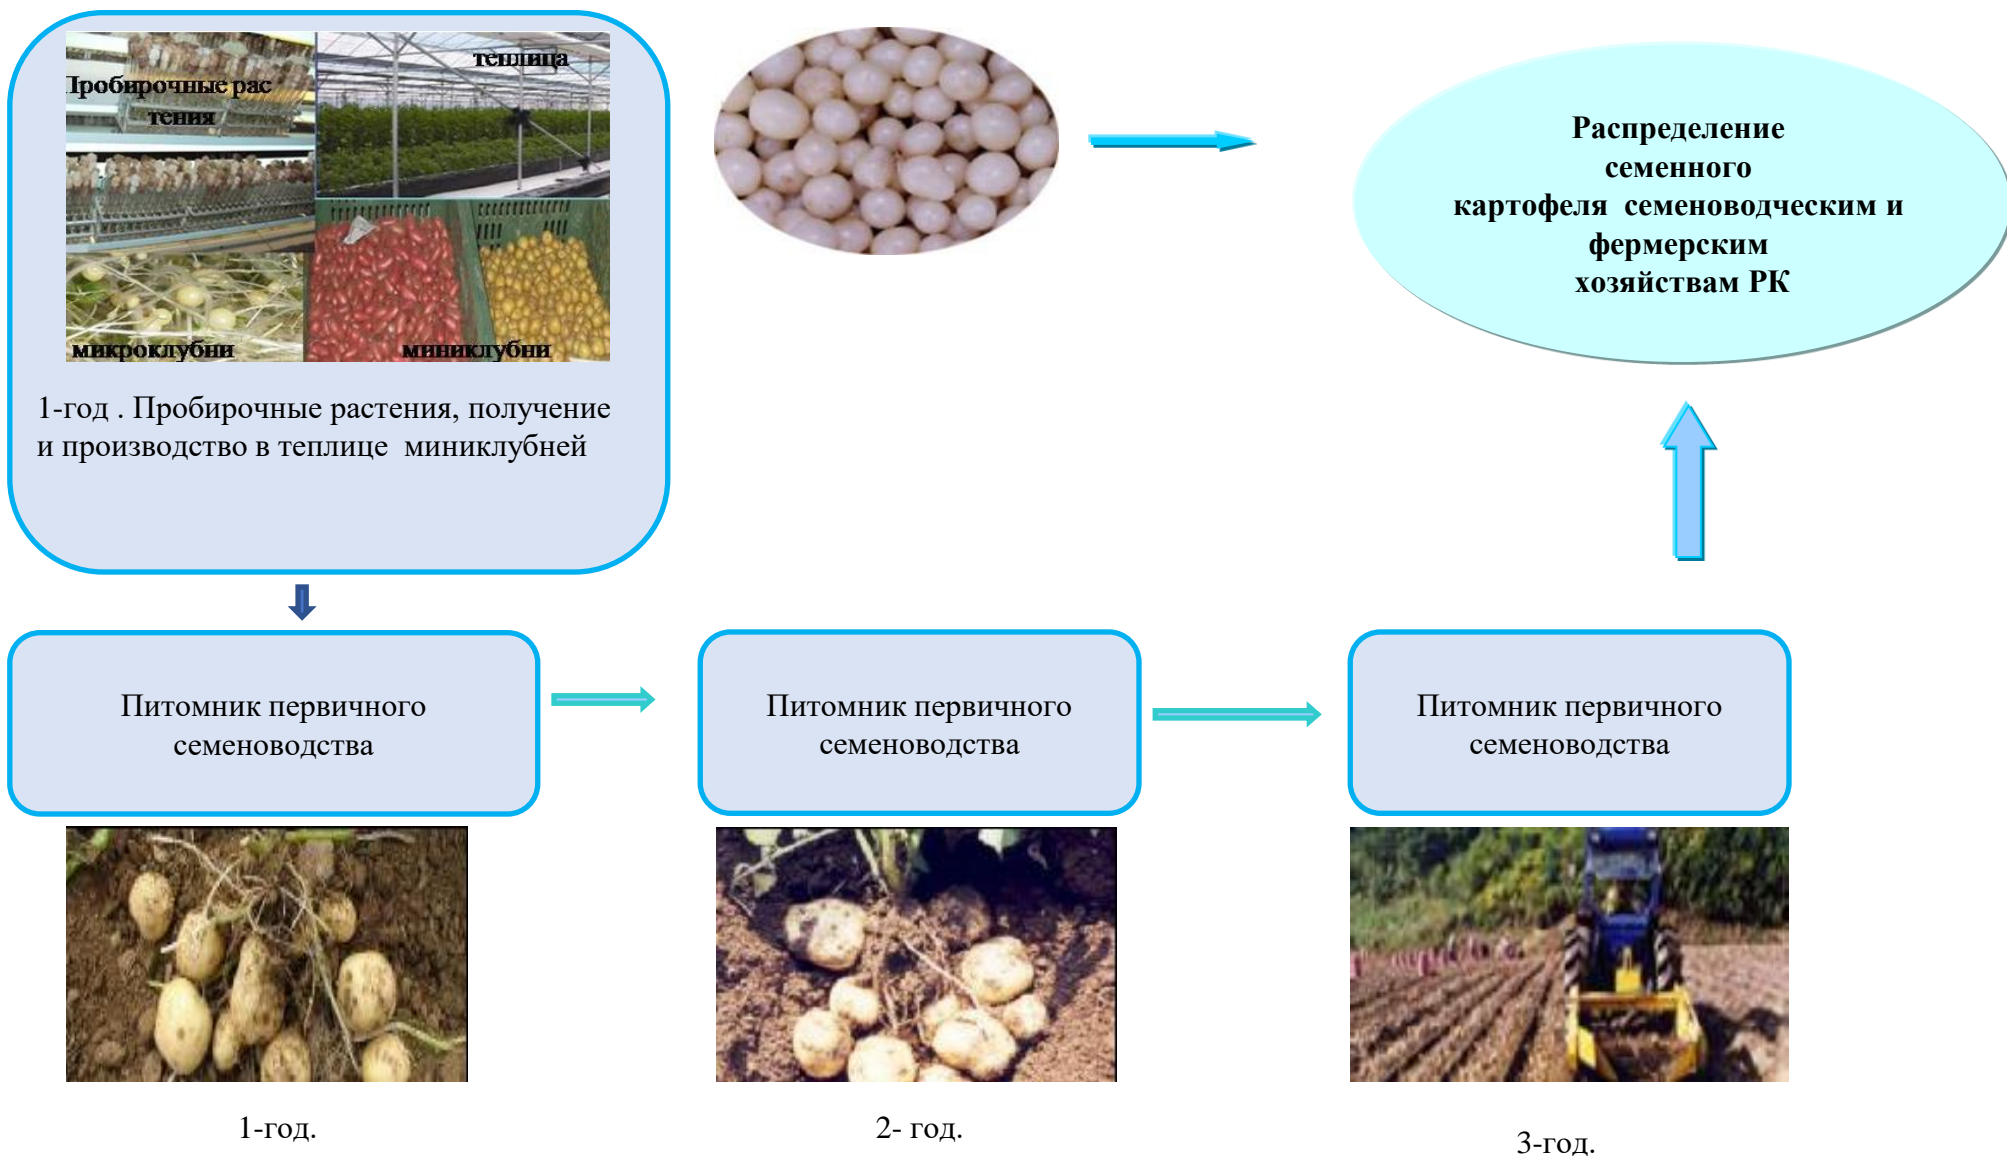 теплица
Пробирочные рас
тения
микроклубни
миниклубни
1-год . Пробирочные растения, получение
и производство в теплице  миниклубней
Распределение
семенного
картофеля  семеноводческим и
фермерским
хозяйствам РК
Питомник первичного
семеноводства
Питомник первичного
семеноводства
Питомник первичного
семеноводства
1-год.
2- год.
3-год.